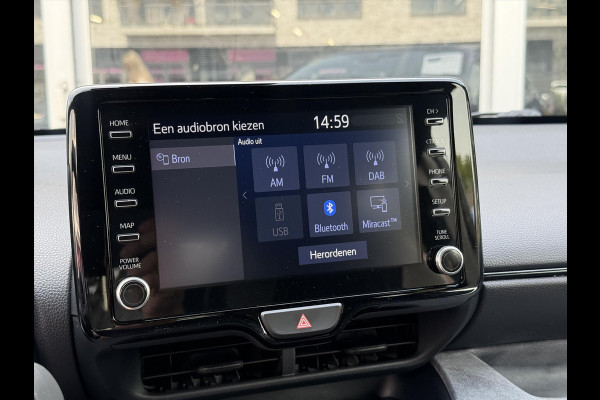 Een audiobron kiezen 14:59
Bron
Audio uit
AM FM DAB
USB Bluetooth Miracast™
Herordenen
HOME
MENU
AUDIO
MAP
POWER
VOLUME
CH >
PHONE
SETUP
TUNE
SCROLL